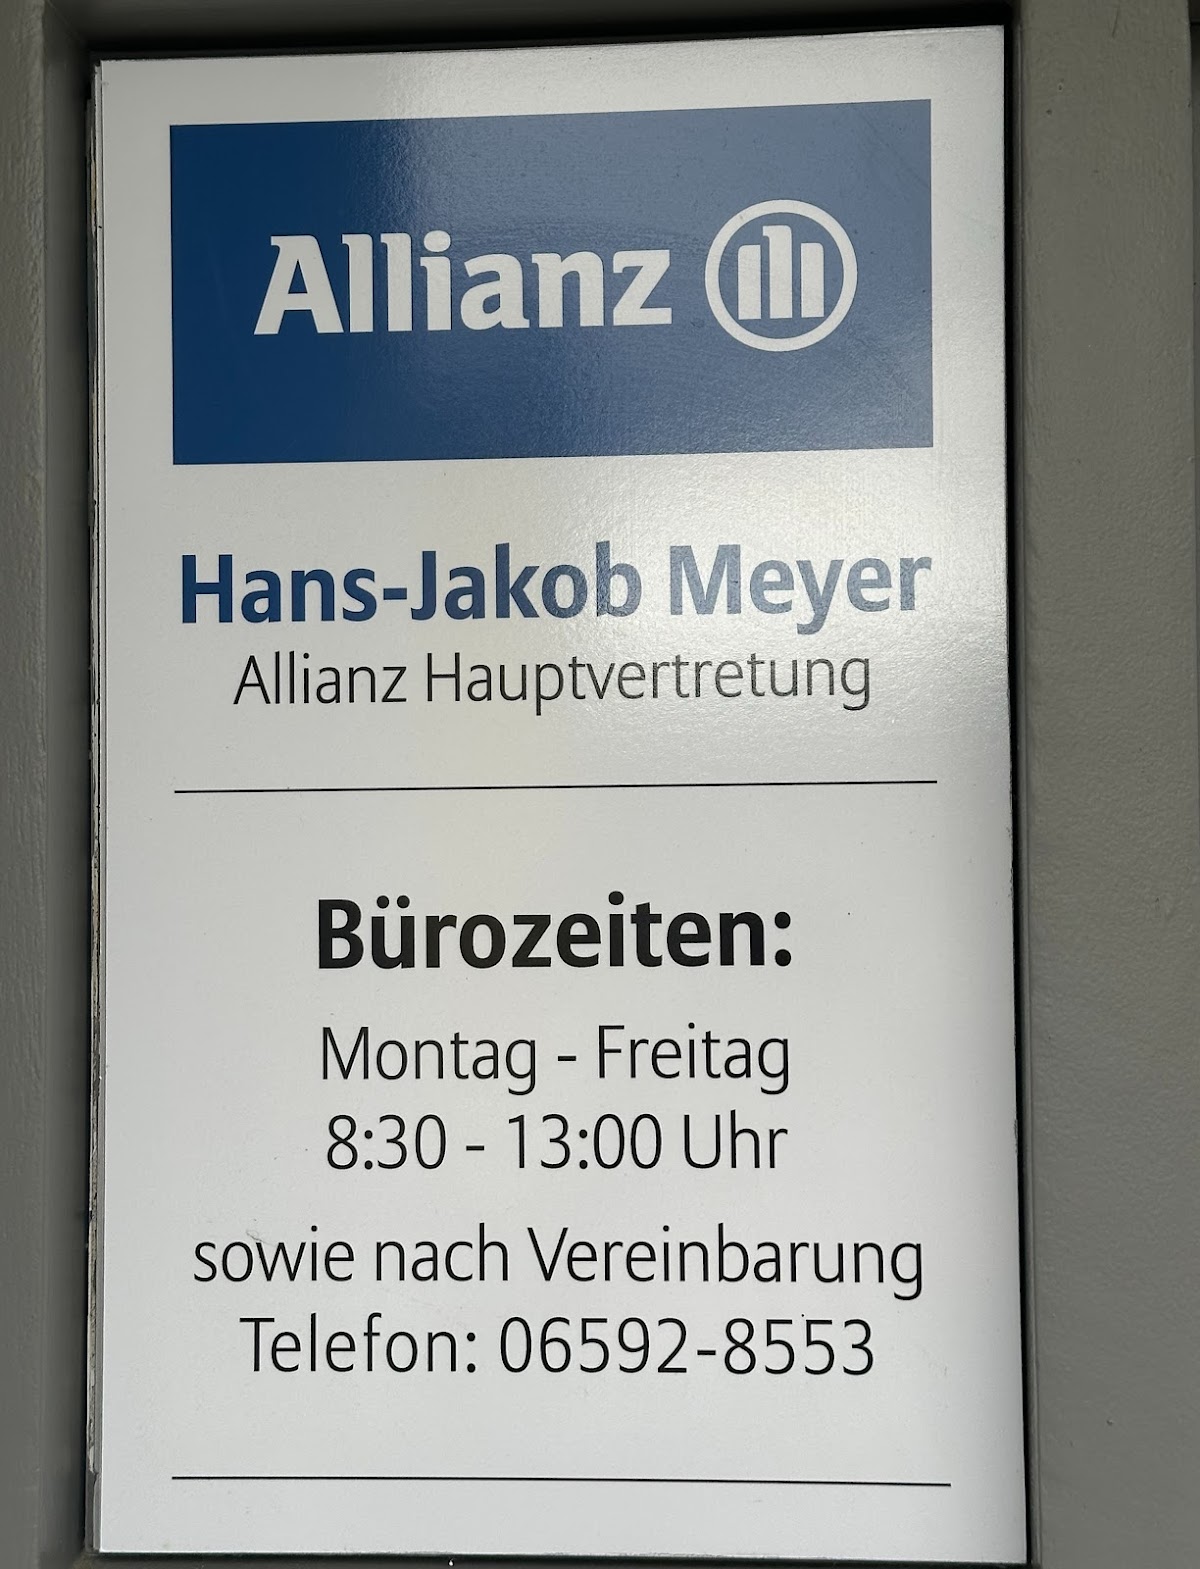 Allianz
Hans-Jakob Meyer
Allianz Hauptvertretung
Bürozeiten:
Montag - Freitag
8:30 - 13:00 Uhr
sowie nach Vereinbarung
Telefon: 06592-8553